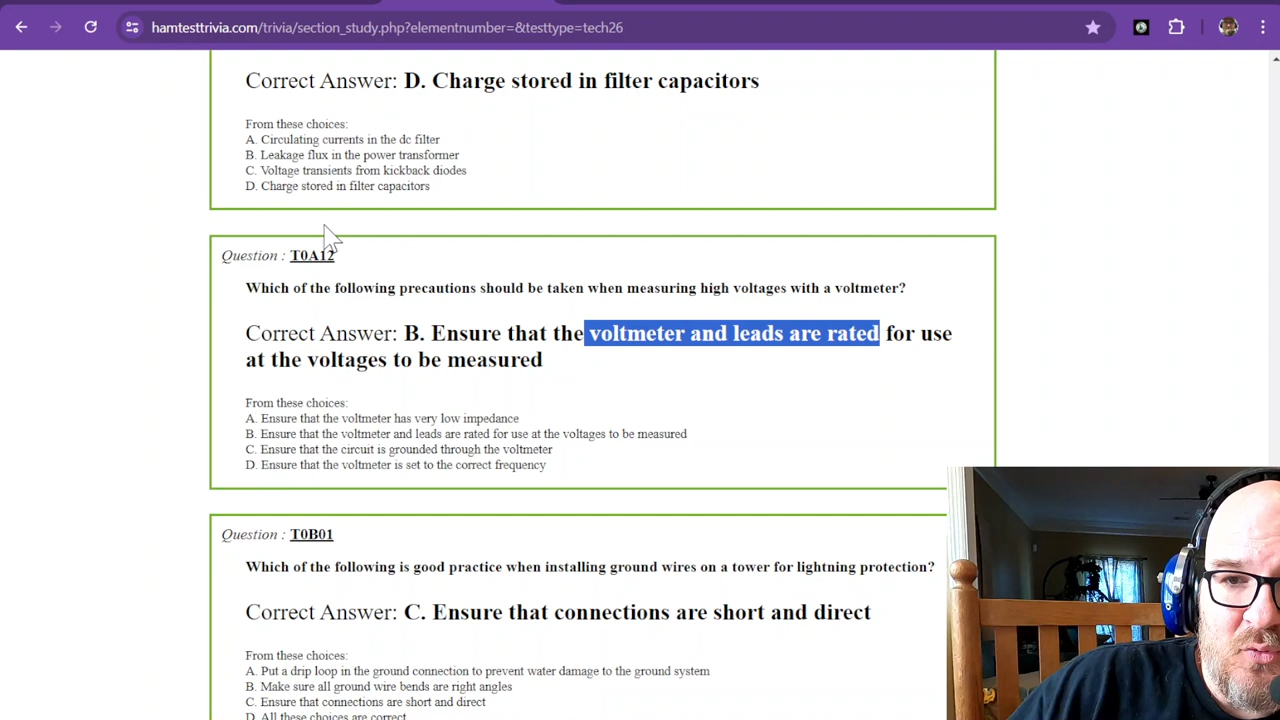 hamtesttrivia.com/trivia/section_study.php?elementnumber=&testtype=tech26
Correct Answer: D. Charge stored in filter capacitors
From these choices:
A. Circulating currents in the dc filter
B. Leakage flux in the power transformer
C. Voltage transients from kickback diodes
D. Charge stored in filter capacitors
Question : T0A12
Which of the following precautions should be taken when measuring high voltages with a voltmeter?
Correct Answer: B. Ensure that the voltmeter and leads are rated for use
at the voltages to be measured
From these choices:
A. Ensure that the voltmeter has very low impedance
B. Ensure that the voltmeter and leads are rated for use at the voltages to be measured
C. Ensure that the circuit is grounded through the voltmeter
D. Ensure that the voltmeter is set to the correct frequency
Question : T0B01
Which of the following is good practice when installing ground wires on a tower for lightning protection?
Correct Answer: C. Ensure that connections are short and direct
From these choices:
A. Put a drip loop in the ground connection to prevent water damage to the ground system
B. Make sure all ground wire bends are right angles
C. Ensure that connections are short and direct
D. All these choices are correct